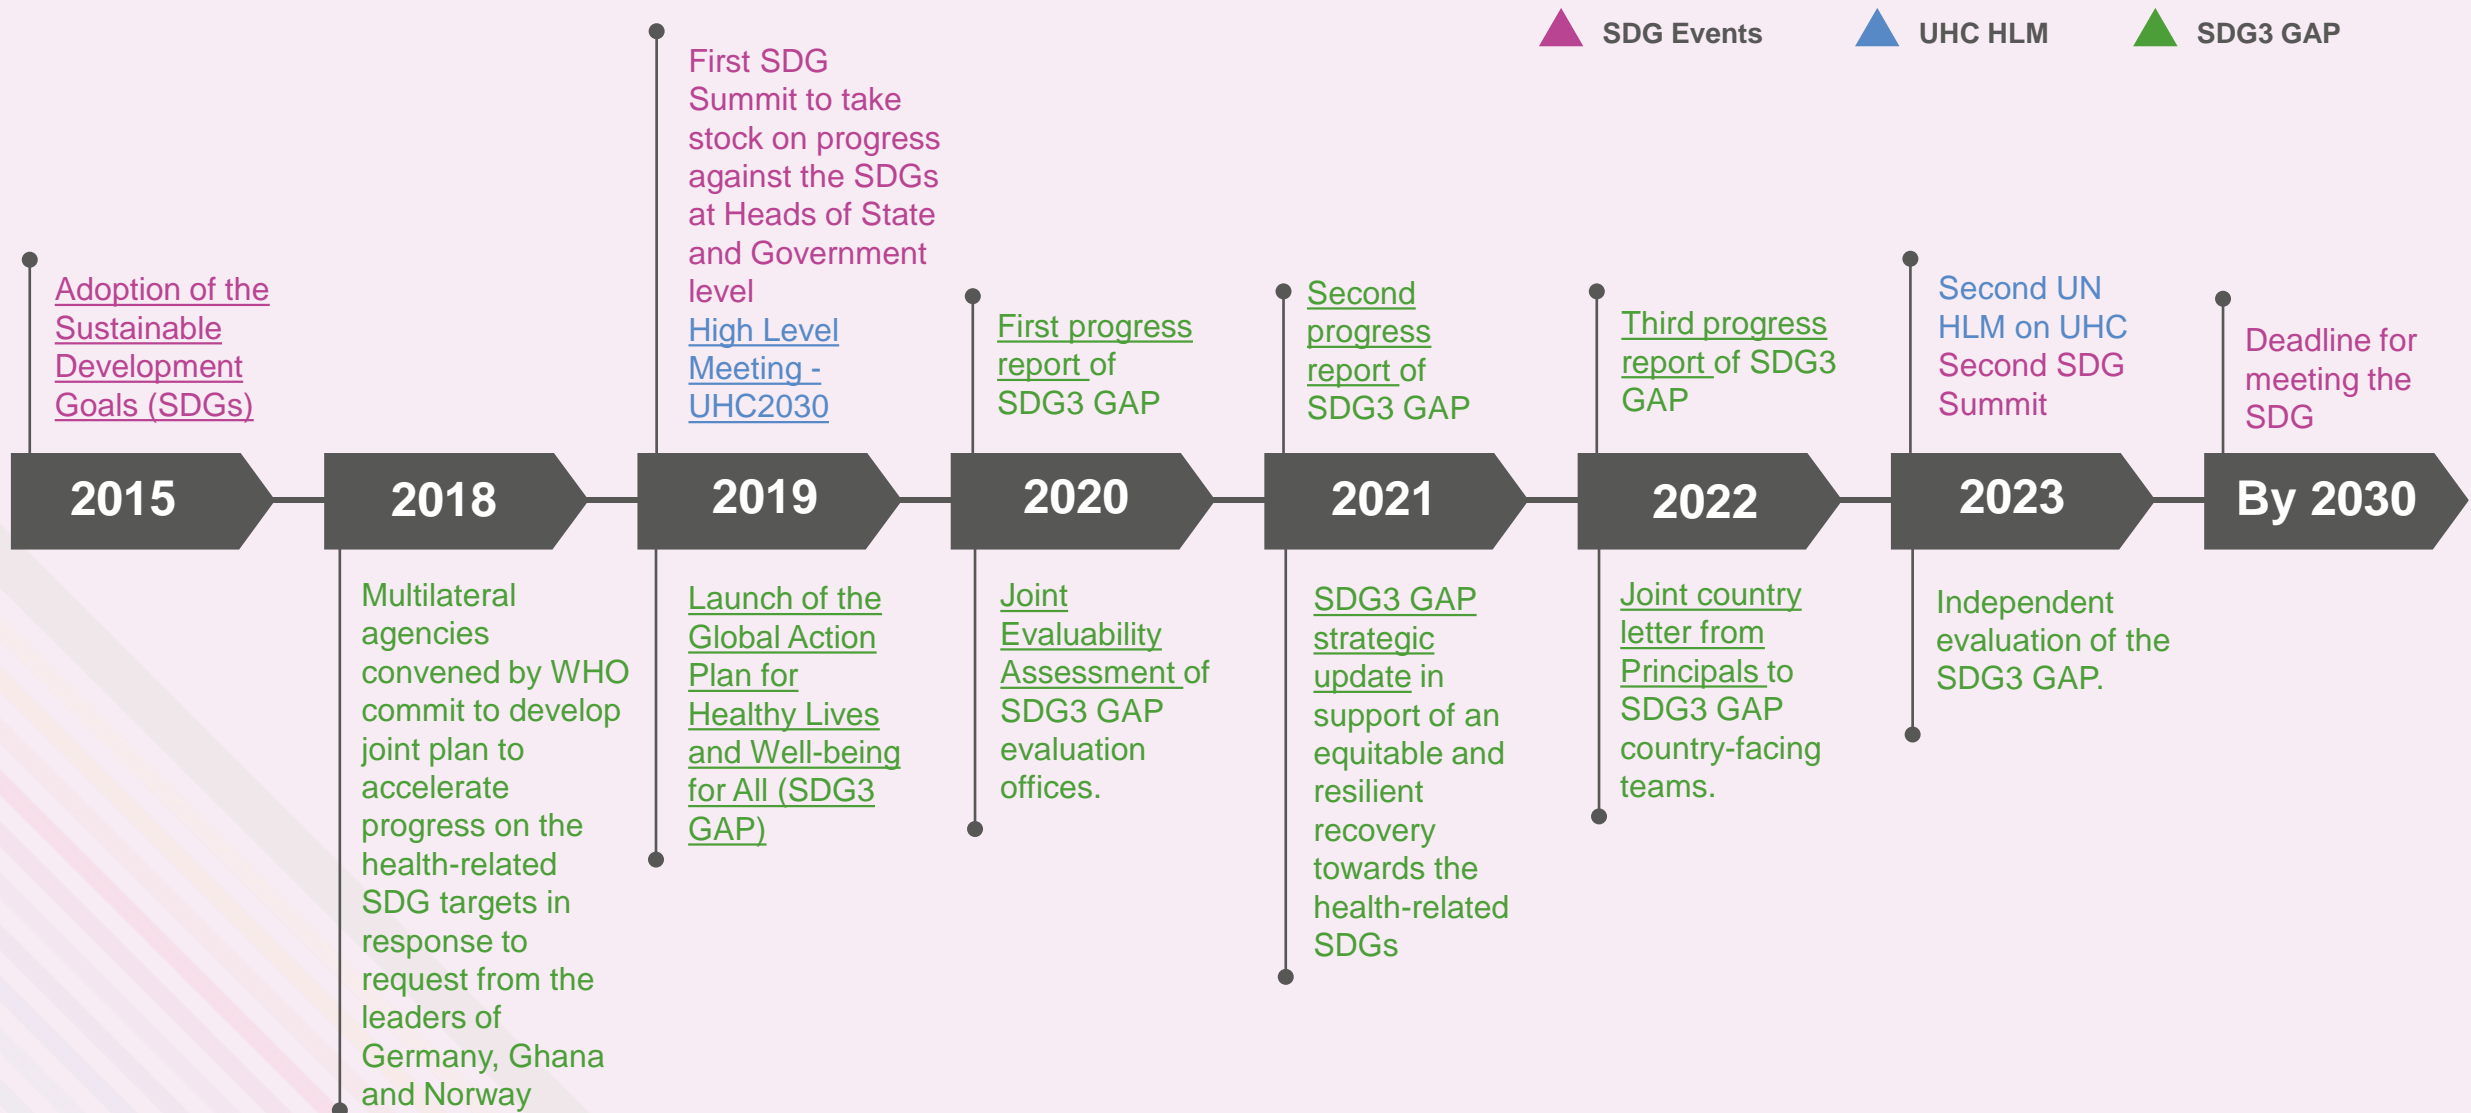 SDG Events
UHC HLM
SDG3 GAP
Adoption of the
Sustainable
Development
Goals (SDGs)
First SDG
Summit to take
stock on progress
against the SDGs
at Heads of State
and Government
level
High Level
Meeting -
UHC2030
First progress
report of
SDG3 GAP
Second
progress
report of
SDG3 GAP
Third progress
report of SDG3
GAP
Second UN
HLM on UHC
Second SDG
Summit
Deadline for
meeting the
SDG
2015
2018
2019
2020
2021
2022
2023
By 2030
Multilateral
agencies
convened by WHO
commit to develop
joint plan to
accelerate
progress on the
health-related
SDG targets in
response to
request from the
leaders of
Germany, Ghana
and Norway
Launch of the
Global Action
Plan for
Healthy Lives
and Well-being
for All (SDG3
GAP)
Joint
Evaluability
Assessment of
SDG3 GAP
evaluation
offices.
SDG3 GAP
strategic
update in
support of an
equitable and
resilient
recovery
towards the
health-related
SDGs
Joint country
letter from
Principals to
SDG3 GAP
country-facing
teams.
Independent
evaluation of the
SDG3 GAP.